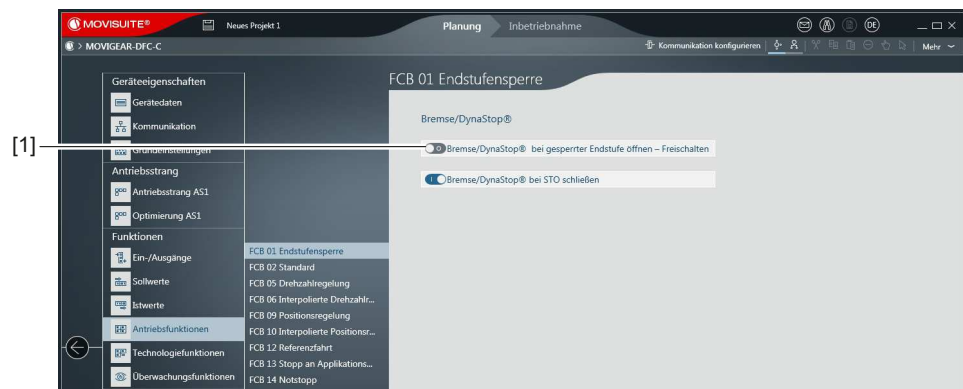 MOVISUITE® Neues Projekt 1 Planung Inbetriebnahme DE
> MOVIGEAR-DFC-C Kommunikation konfigurieren Mehr
Geräteeigenschaften
Gerätedaten
Kommunikation
Grundeinstellungen
Antriebsstrang
Antriebsstrang AS1
Optimierung AS1
Funktionen
Ein-/Ausgänge
Sollwerte
Istwerte
Antriebsfunktionen
Technologiefunktionen
Überwachungsfunktionen
FCB 01 Endstufensperre
FCB 02 Standard
FCB 05 Drehzahlregelung
FCB 06 Interpolierte Drehzahlr...
FCB 09 Positionsregelung
FCB 10 Interpolierte Positionsr...
FCB 12 Referenzfahrt
FCB 13 Stopp an Applikations...
FCB 14 Notstopp
FCB 01 Endstufensperre
Bremse/DynaStop®
[1]
Bremse/DynaStop® bei gesperrter Endstufe öffnen – Freischalten
Bremse/DynaStop® bei STO schließen